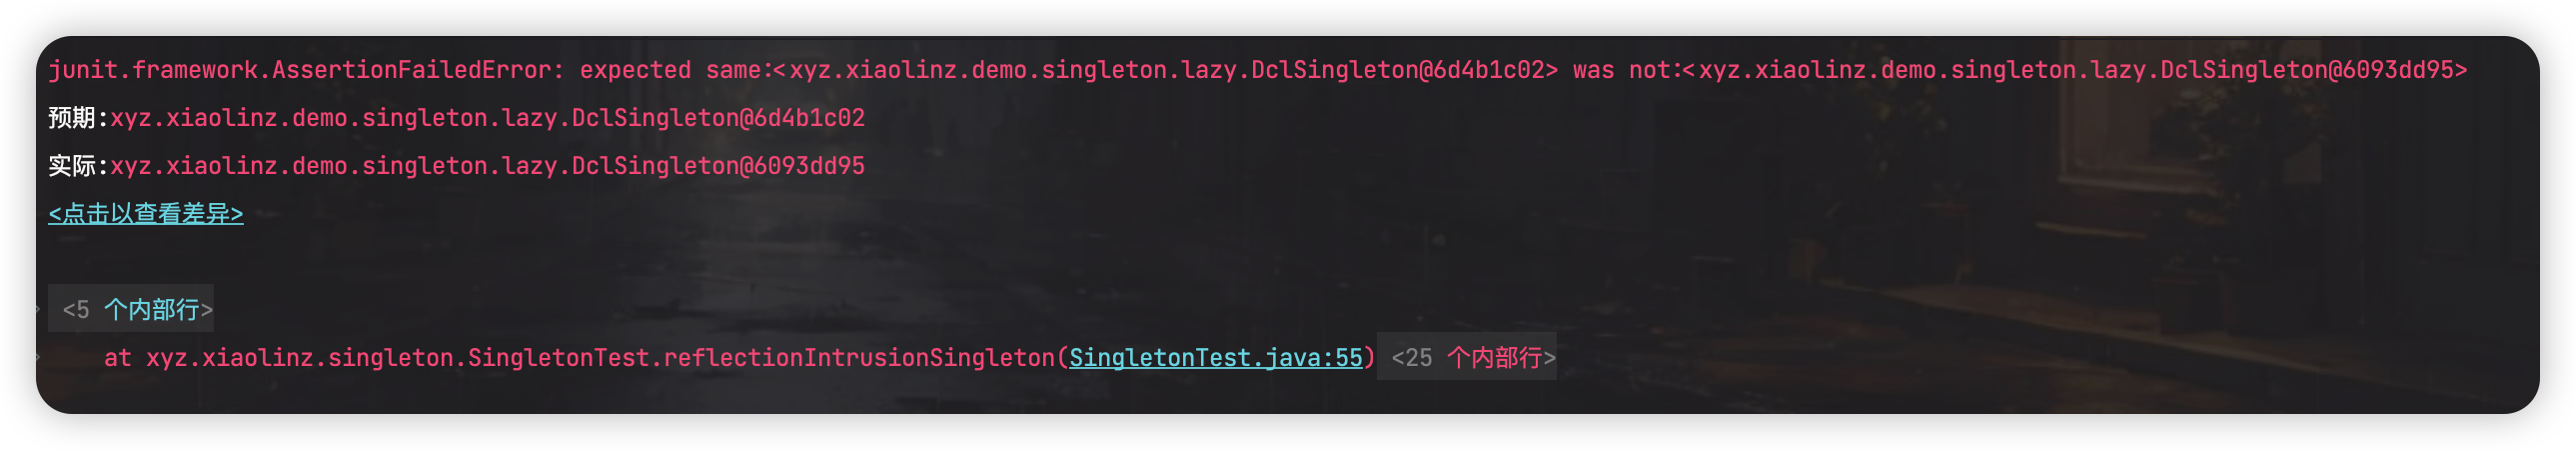 junit.framework.AssertionFailedError: expected same:<xyz.xiaolinz.demo.singleton.lazy.DclSingleton@6d4b1c02> was not:<xyz.xiaolinz.demo.singleton.lazy.DclSingleton@6093dd95>
预期:xyz.xiaolinz.demo.singleton.lazy.DclSingleton@6d4b1c02
实际:xyz.xiaolinz.demo.singleton.lazy.DclSingleton@6093dd95
<点击以查看差异>
<5 个内部行>
at xyz.xiaolinz.singleton.SingletonTest.reflectionIntrusionSingleton(SingletonTest.java:55) <25 个内部行>